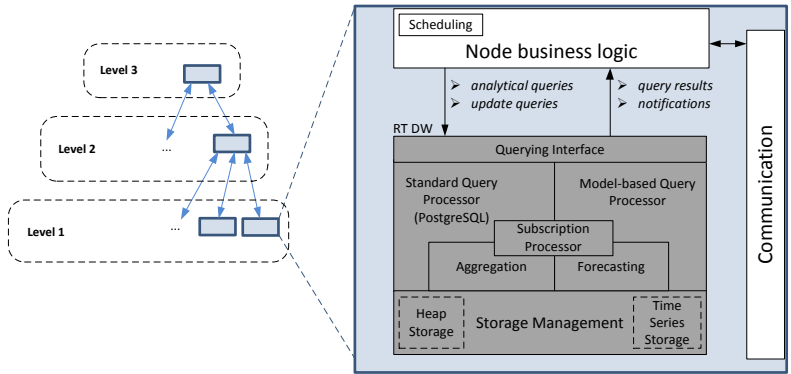 Level 3
...
Level 2
...
Level 1
Scheduling
Node business logic
➢ analytical queries
➢ update queries
➢ query results
➢ notifications
RT DW
Querying Interface
Standard Query
Processor
(PostgreSQL)
Model-based Query
Processor
Subscription
Processor
Aggregation
Forecasting
Heap
Storage
Storage Management
Time
Series
Storage
Communication